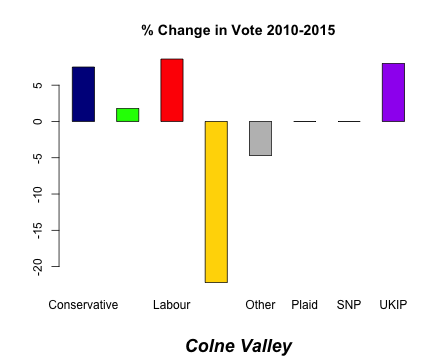 % Change in Vote 2010-2015
5
0
-5
-10
-15
-20
Conservative Labour Other Plaid SNP UKIP
Colne Valley